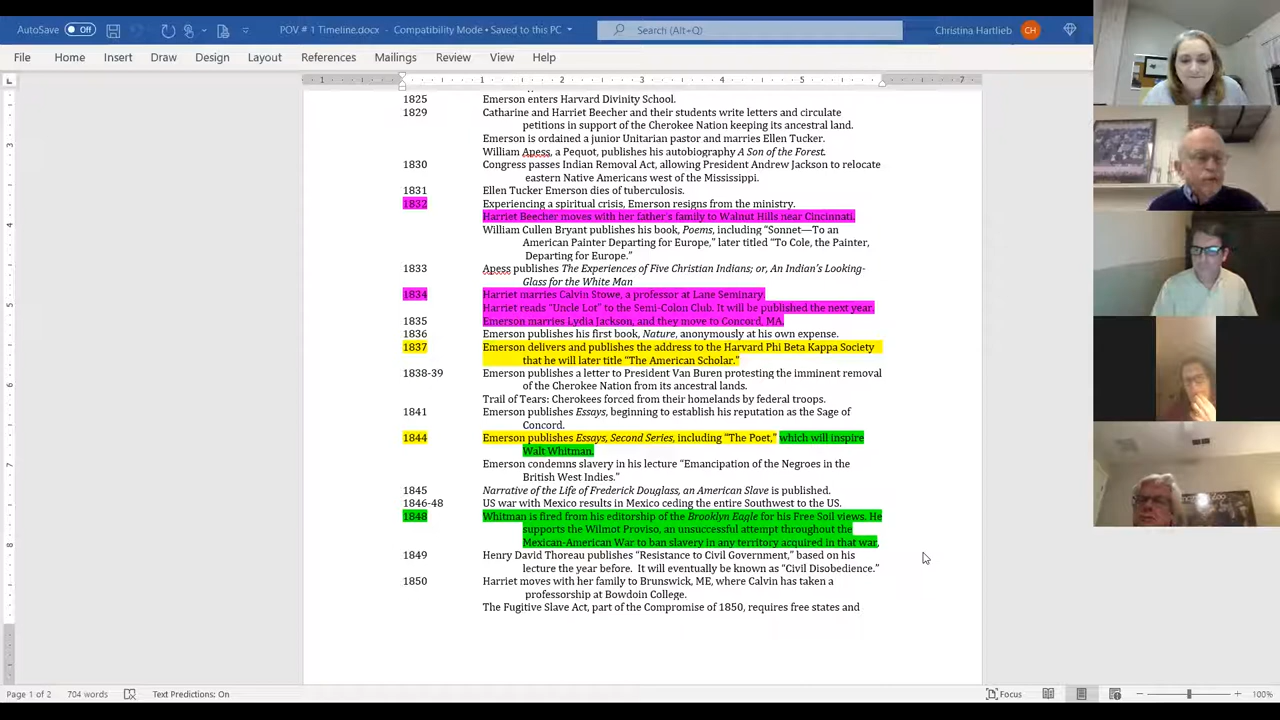 AutoSave Off POV # 1 Timeline.docx - Compatibility Mode • Saved to this PC Search (Alt+Q) Christina Hartlieb CH
File Home Insert Draw Design Layout References Mailings Review View Help
1 1 2 3 4 5 7
1825 Emerson enters Harvard Divinity School.
1829 Catharine and Harriet Beecher and their students write letters and circulate
petitions in support of the Cherokee Nation keeping its ancestral land.
Emerson is ordained a junior Unitarian pastor and marries Ellen Tucker.
William Apess, a Pequot, publishes his autobiography A Son of the Forest.
1830 Congress passes Indian Removal Act, allowing President Andrew Jackson to relocate
eastern Native Americans west of the Mississippi.
1831 Ellen Tucker Emerson dies of tuberculosis.
1832 Experiencing a spiritual crisis, Emerson resigns from the ministry.
Harriet Beecher moves with her father's family to Walnut Hills near Cincinnati.
William Cullen Bryant publishes his book, Poems, including "Sonnet—To an
American Painter Departing for Europe," later titled "To Cole, the Painter,
Departing for Europe."
1833 Apess publishes The Experiences of Five Christian Indians; or, An Indian's Looking-
Glass for the White Man
1834 Harriet marries Calvin Stowe, a professor at Lane Seminary.
Harriet reads "Uncle Lot" to the Semi-Colon Club. It will be published the next year.
1835 Emerson marries Lydia Jackson, and they move to Concord, MA.
1836 Emerson publishes his first book, Nature, anonymously at his own expense.
1837 Emerson delivers and publishes the address to the Harvard Phi Beta Kappa Society
that he will later title "The American Scholar."
1838-39 Emerson publishes a letter to President Van Buren protesting the imminent removal
of the Cherokee Nation from its ancestral lands.
Trail of Tears: Cherokees forced from their homelands by federal troops.
1841 Emerson publishes Essays, beginning to establish his reputation as the Sage of
Concord.
1844 Emerson publishes Essays, Second Series, including "The Poet," which will inspire
Walt Whitman.
Emerson condemns slavery in his lecture "Emancipation of the Negroes in the
British West Indies."
1845 Narrative of the Life of Frederick Douglass, an American Slave is published.
1846-48 US war with Mexico results in Mexico ceding the entire Southwest to the US.
1848 Whitman is fired from his editorship of the Brooklyn Eagle for his Free Soil views. He
supports the Wilmot Proviso, an unsuccessful attempt throughout the
Mexican-American War to ban slavery in any territory acquired in that war.
1849 Henry David Thoreau publishes "Resistance to Civil Government," based on his
lecture the year before. It will eventually be known as "Civil Disobedience."
1850 Harriet moves with her family to Brunswick, ME, where Calvin has taken a
professorship at Bowdoin College.
The Fugitive Slave Act, part of the Compromise of 1850, requires free states and
3
4
5
6
7
8
Page 1 of 2 704 words Text Predictions: On Focus 100%